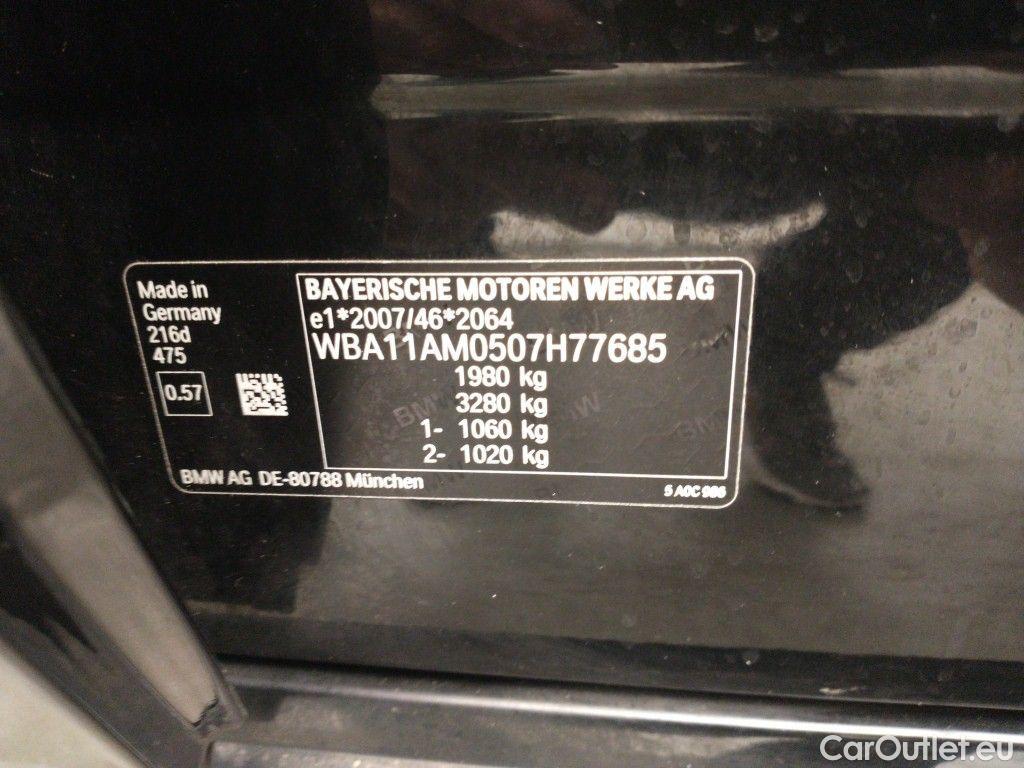 Made in
Germany
216d
475
0.57
BAYERISCHE MOTOREN WERKE AG
e1*2007/46*2064
WBA11AM0507H77685
1980 kg
3280 kg
1- 1060 kg
2- 1020 kg
BMW AG DE-80788 München
5 A0C 986
CarOutlet.eu